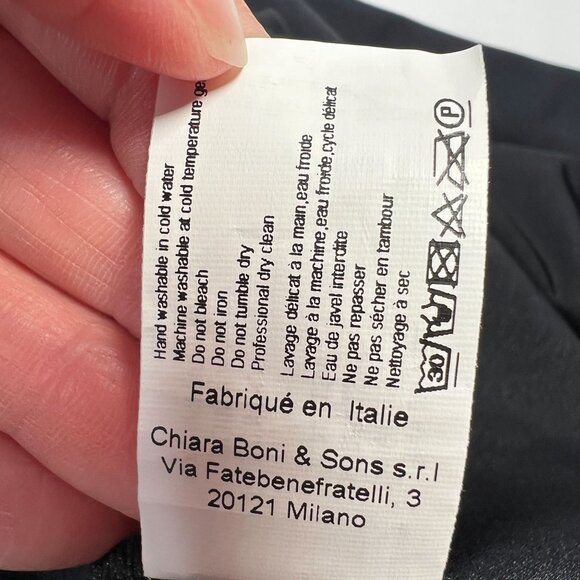 Hand washable in cold water
Machine washable at cold temperature ge
Do not bleach
Do not iron
Do not tumble dry
Professional dry clean
Lavage délicat à la main,eau froide
Lavage à la machine,eau froide,cycle délicat
Eau de javel interdite
Ne pas repasser
Ne pas sécher en tambour
Nettoyage à sec
30
P
Fabriqué en Italie
Chiara Boni & Sons s.r.l
Via Fatebenefratelli, 3
20121 Milano